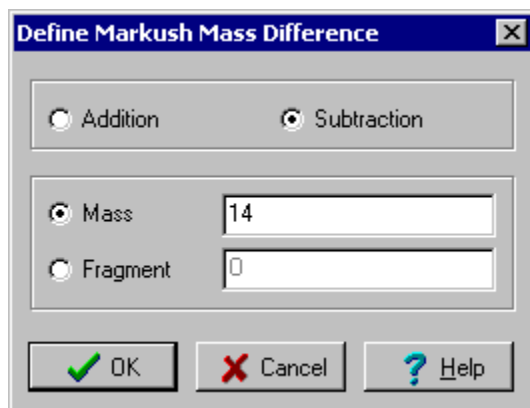 Define Markush Mass Difference
Addition Subtraction
Mass 14
Fragment 0
OK Cancel Help